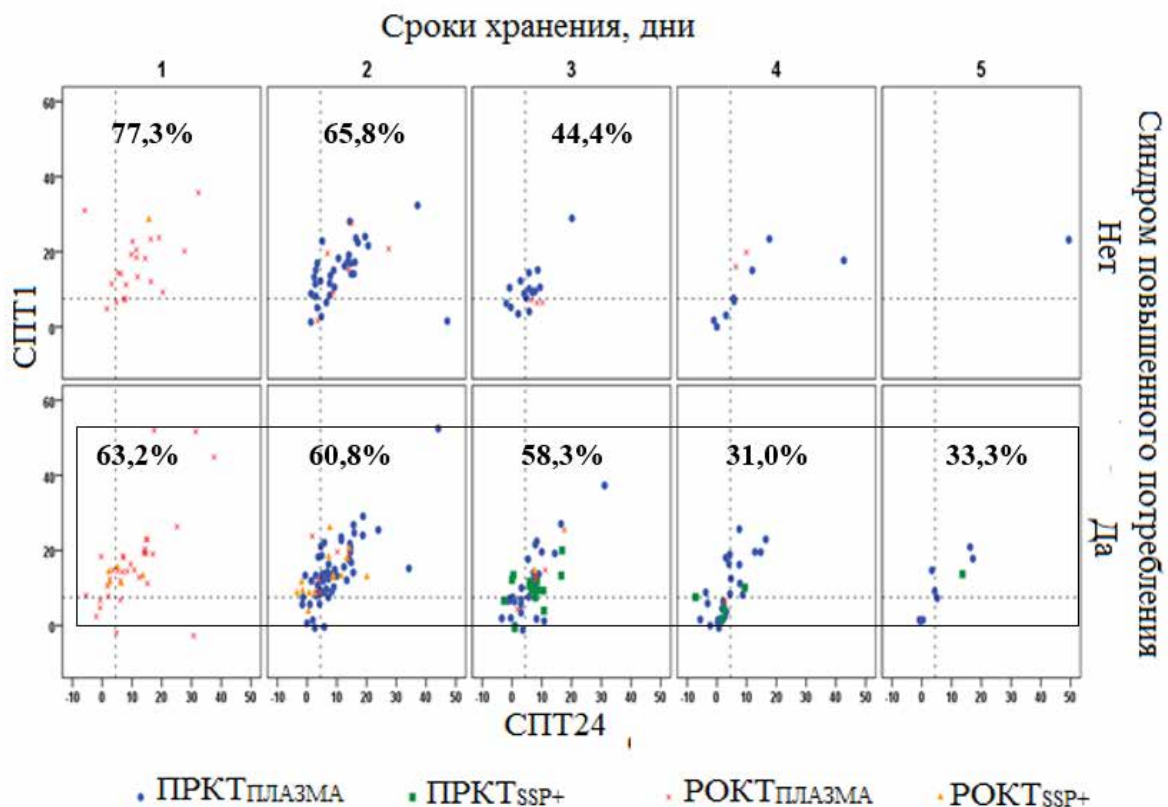 Сроки хранения, дни
1 2 3 4 5
77,3% 65,8% 44,4%
60
40
20
0
СПТ1
Нет
63,2% 60,8% 58,3% 31,0% 33,3%
60
40
20
0
Да
Синдром повышенного потребления
-10 0 10 20 30 40 50 -10 0 10 20 30 40 50 -10 0 10 20 30 40 50 -10 0 10 20 30 40 50 -10 0 10 20 30 40 50
СПТ24
ПРКТПЛАЗМА ПРКТSSP+ РОКТПЛАЗМА РОКТSSP+